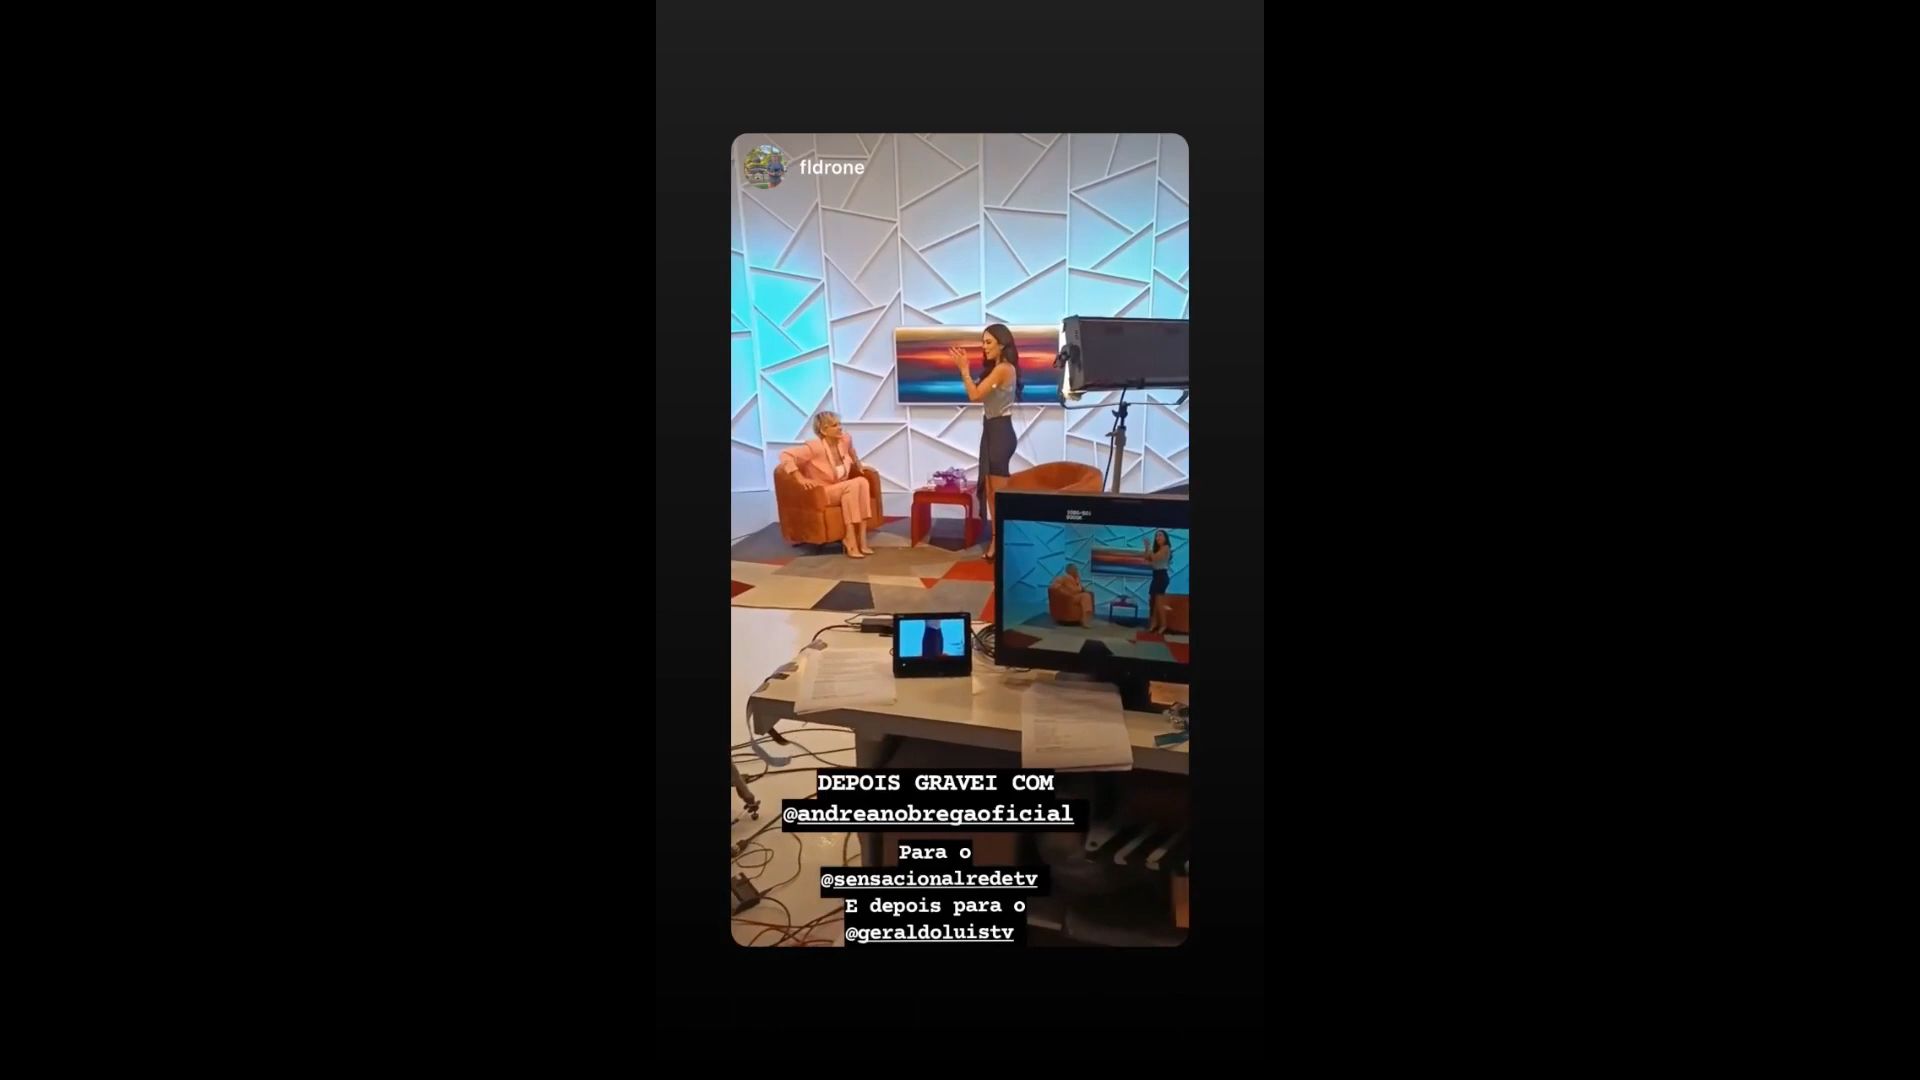 fldrone
DEPOIS GRAVEI COM
@andreanobregaoficial
Para o
@sensacionalredetv
E depois para o
@geraldoluistv